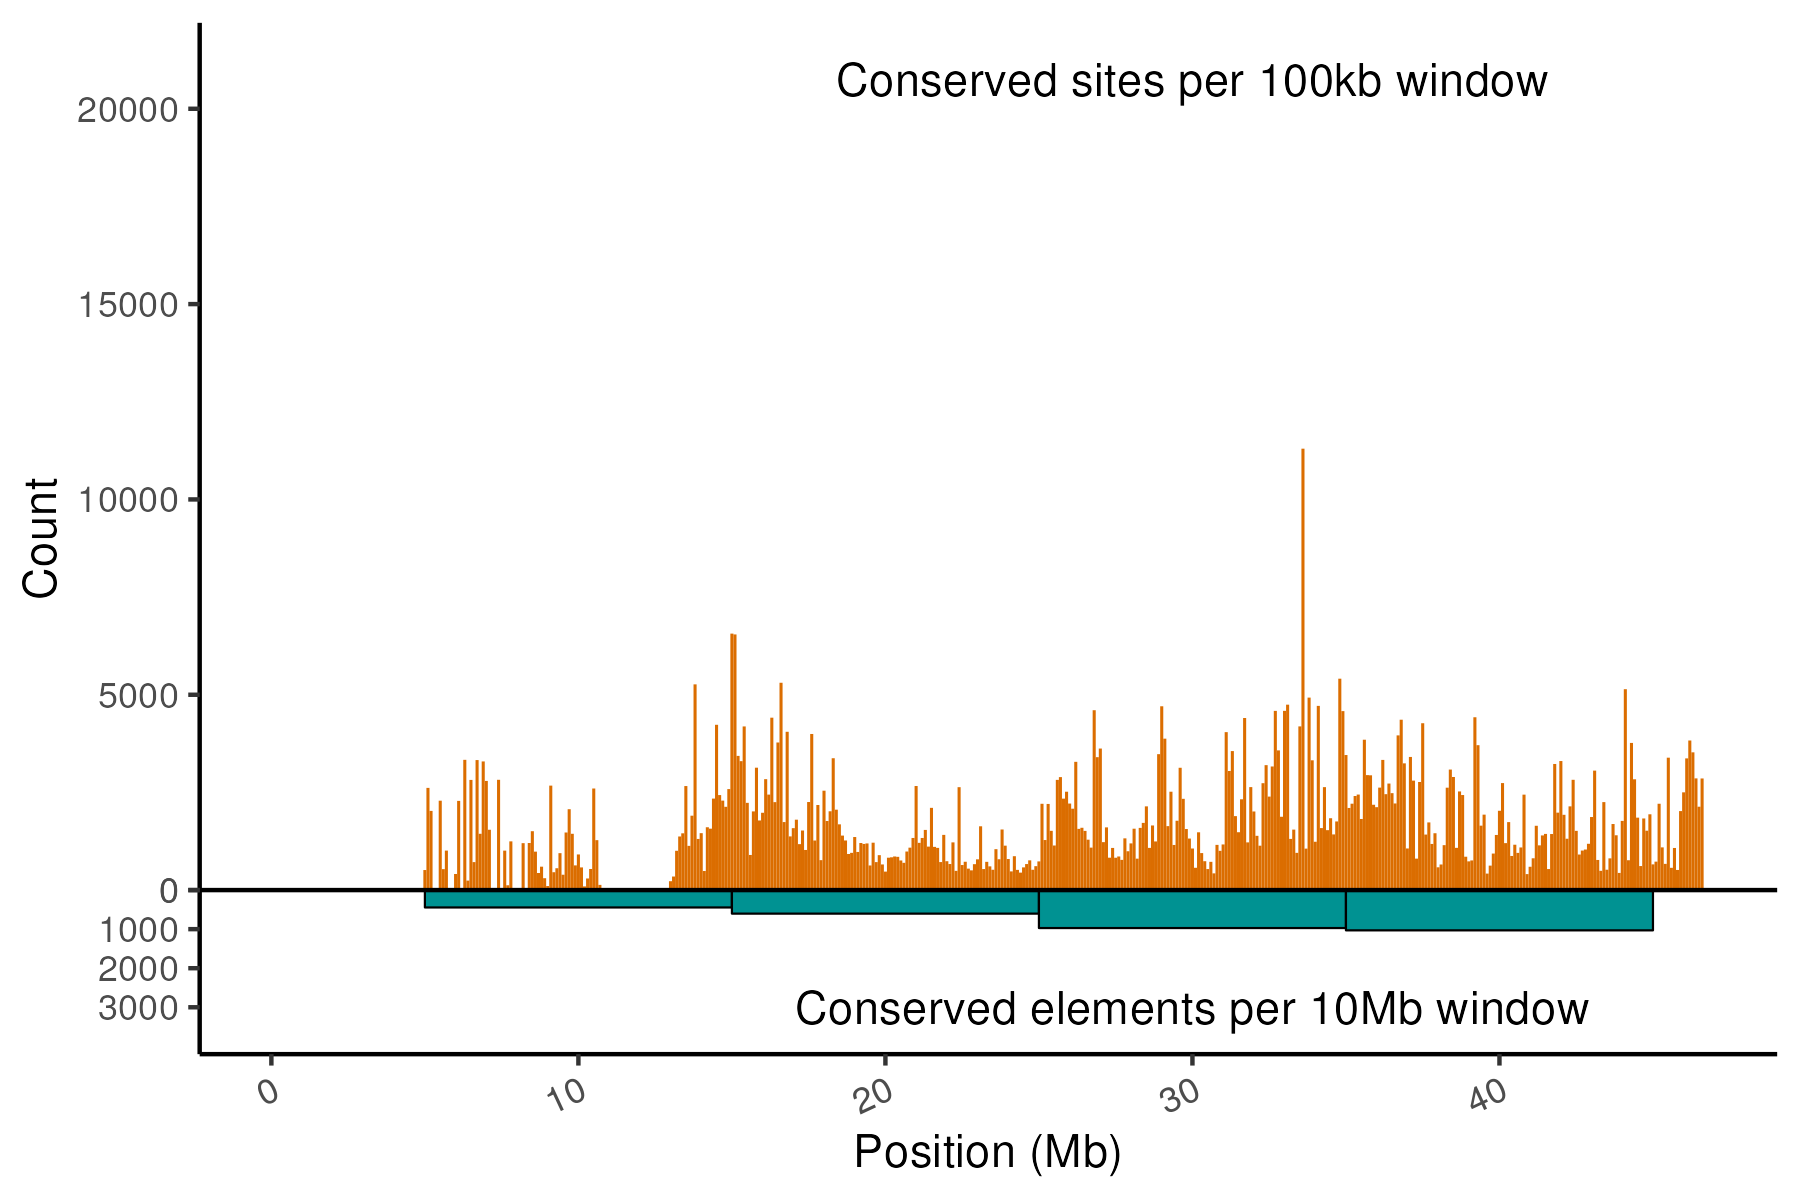 Conserved sites per 100kb window
20000
15000
10000
5000
0
1000
2000
3000
Count
Conserved elements per 10Mb window
0 10 20 30 40
Position (Mb)